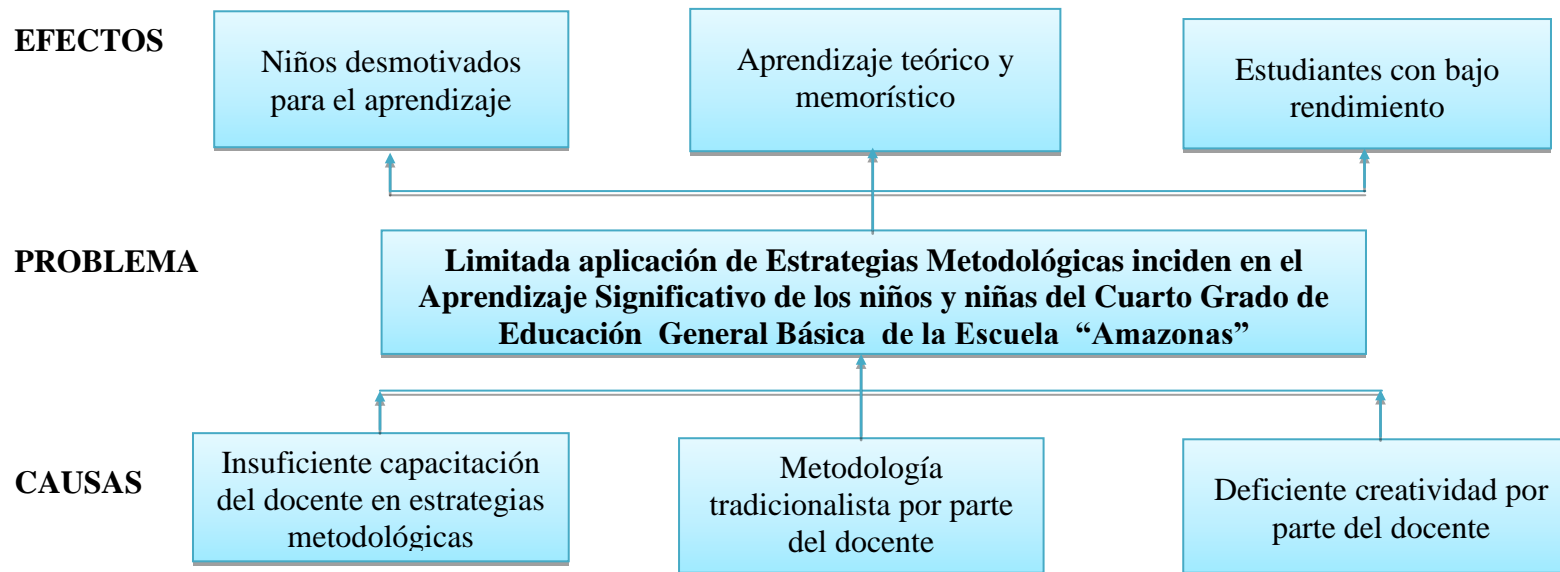 EFECTOS
Niños desmotivados
para el aprendizaje
Aprendizaje teórico y
memorístico
Estudiantes con bajo
rendimiento
PROBLEMA
Limitada aplicación de Estrategias Metodológicas inciden en el
Aprendizaje Significativo de los niños y niñas del Cuarto Grado de
Educación General Básica de la Escuela “Amazonas”
CAUSAS
Insuficiente capacitación
del docente en estrategias
metodológicas
Metodología
tradicionalista por parte
del docente
Deficiente creatividad por
parte del docente